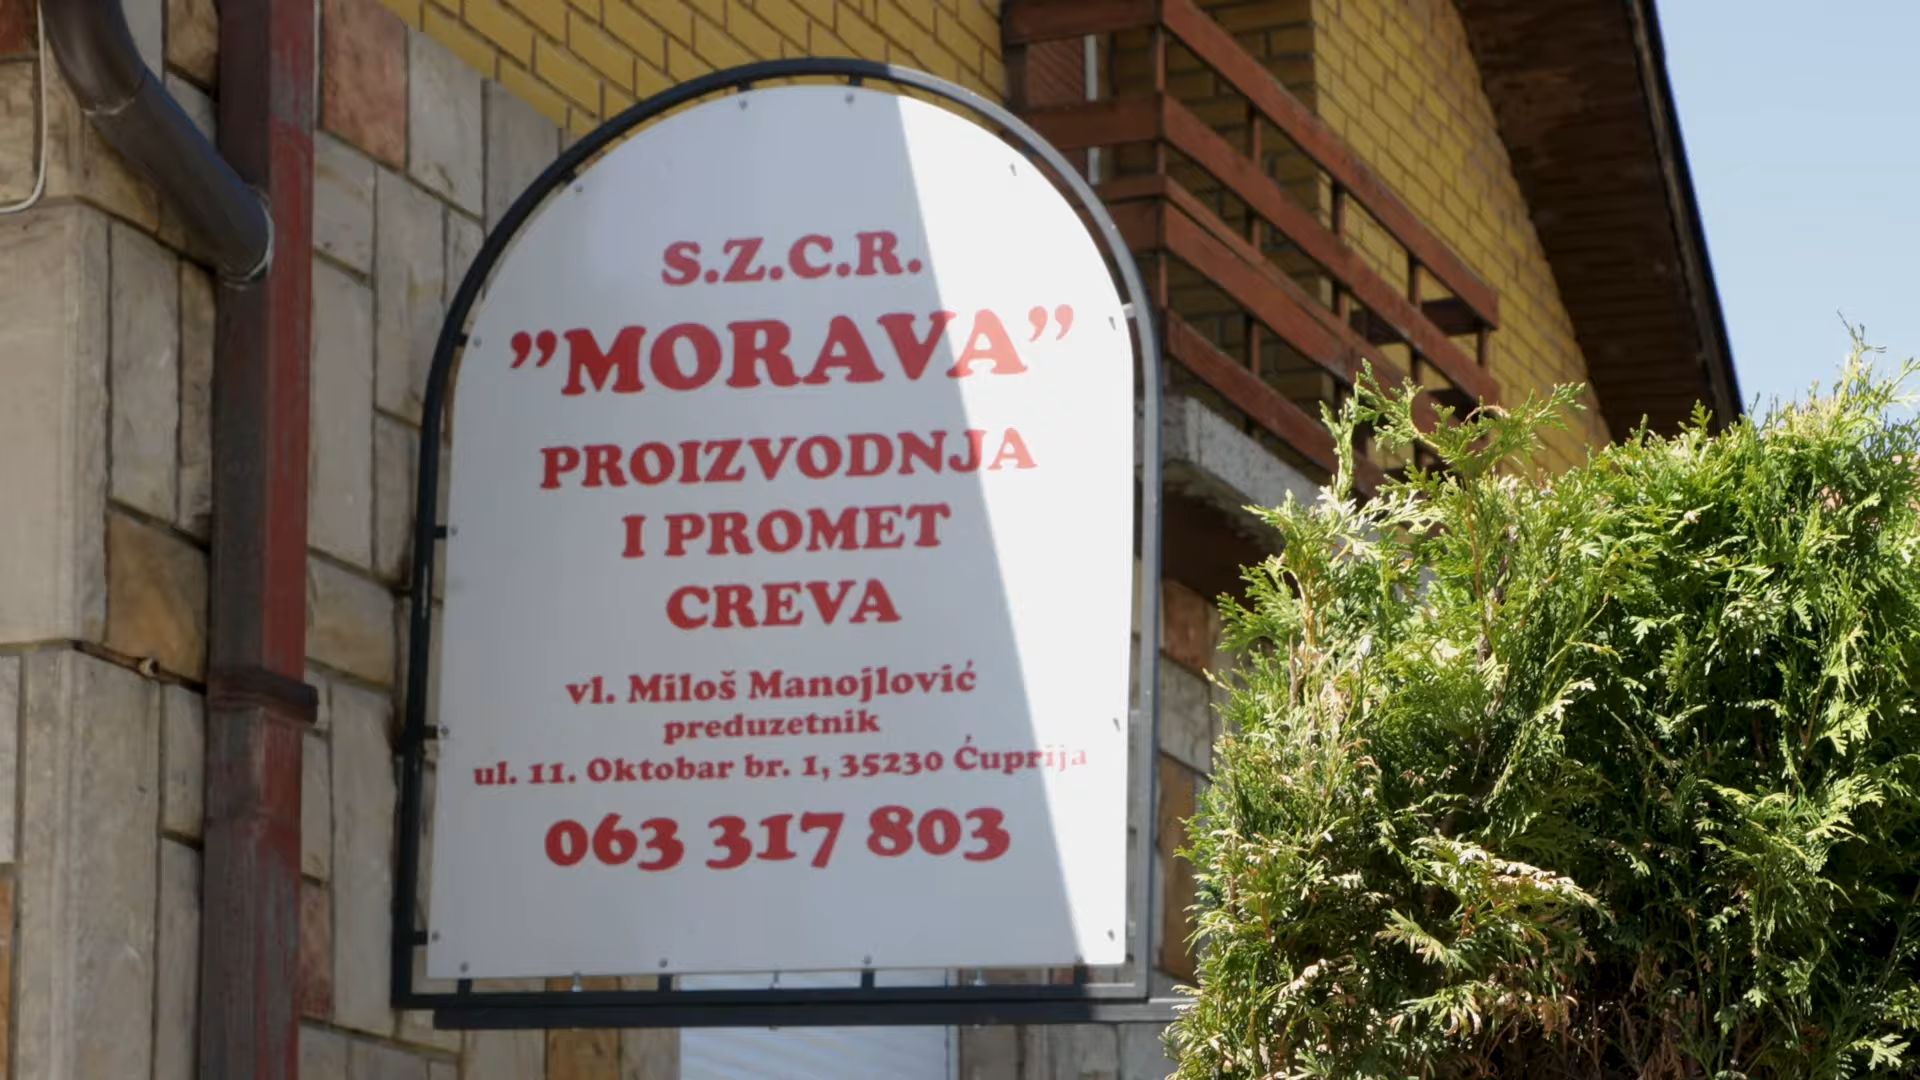 S.Z.C.R.
”MORAVA”
PROIZVODNJA
I PROMET
CREVA
vl. Miloš Manojlović
preduzetnik
ul. 11. Oktobar br. 1, 35230 Ćuprija
063 317 803